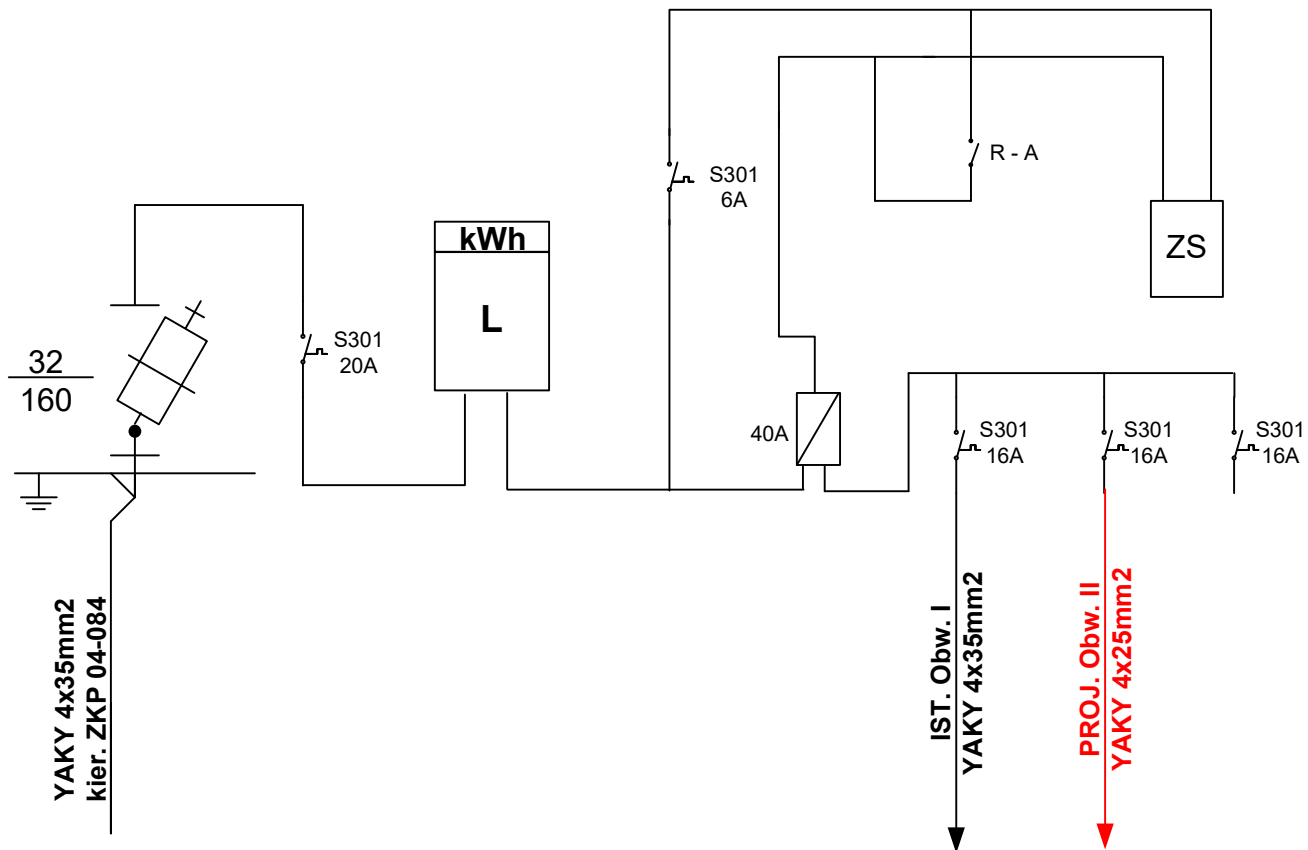 S301
6A
R - A
ZS
kWh
L
S301
20A
32
160
40A
S301
16A
S301
16A
S301
16A
YAKY 4x35mm2
kier. ZKP 04-084
IST. Obw. I
YAKY 4x35mm2
PROJ. Obw. II
YAKY 4x25mm2